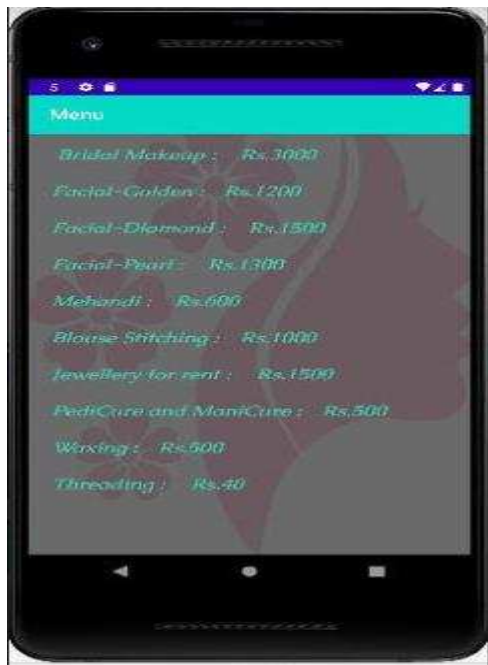 5
Menu
Bridal Makeup : Rs.3000
Facial-Golden : Rs.1200
Facial-Diamond : Rs.1500
Facial-Pearl : Rs.1300
Mehandi : Rs.600
Blouse Stitching : Rs.1000
Jewellery for rent : Rs.1500
PediCure and ManiCure : Rs.500
Waxing : Rs.500
Threading : Rs.40